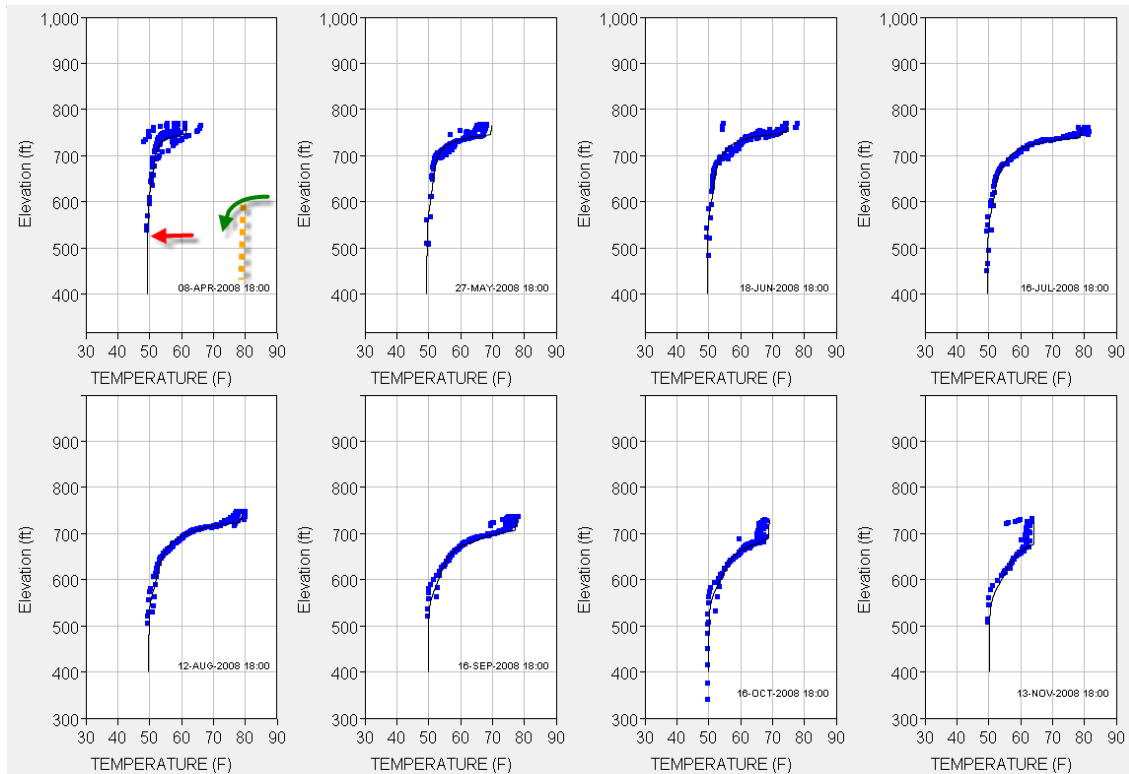 1,000 1,000 1,000 1,000
900 900 900 900
800 800 800 800
Elevation (ft) Elevation (ft) Elevation (ft) Elevation (ft)
700 700 700 700
600 600 600 600
500 500 500 500
400 400 400 400
08-APR-2008 18:00 27-MAY-2008 18:00 18-JUN-2008 18:00 16-JUL-2008 18:00
30 40 50 60 70 80 90 30 40 50 60 70 80 90 30 40 50 60 70 80 90 30 40 50 60 70 80 90
TEMPERATURE (F) TEMPERATURE (F) TEMPERATURE (F) TEMPERATURE (F)
900 900 900 900
800 800 800 800
700 700 700 700
Elevation (ft) Elevation (ft) Elevation (ft) Elevation (ft)
600 600 600 600
500 500 500 500
400 400 400 400
12-AUG-2008 18:00 16-SEP-2008 18:00 16-OCT-2008 18:00 13-NOV-2008 18:00
300 300 300 300
30 40 50 60 70 80 90 30 40 50 60 70 80 90 30 40 50 60 70 80 90 30 40 50 60 70 80 90
TEMPERATURE (F) TEMPERATURE (F) TEMPERATURE (F) TEMPERATURE (F)